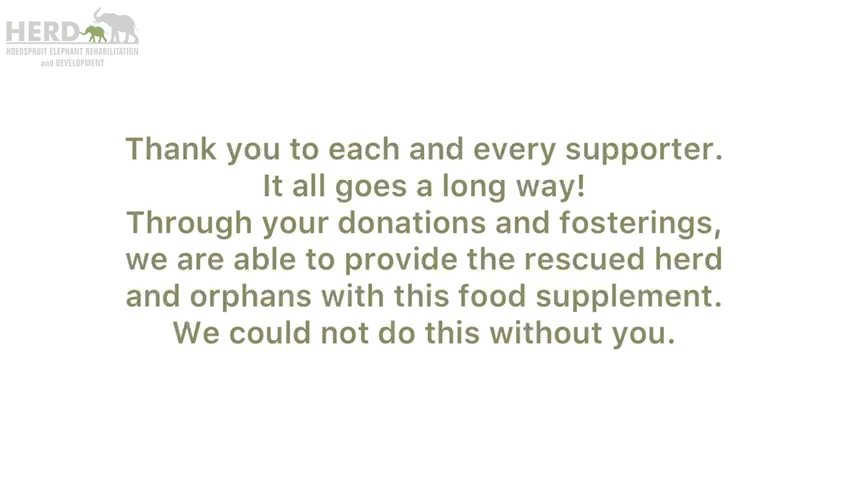 HERD
HOEDSPRUIT ELEPHANT REHABILITATION
and DEVELOPMENT
Thank you to each and every supporter.
It all goes a long way!
Through your donations and fosterings,
we are able to provide the rescued herd
and orphans with this food supplement.
We could not do this without you.